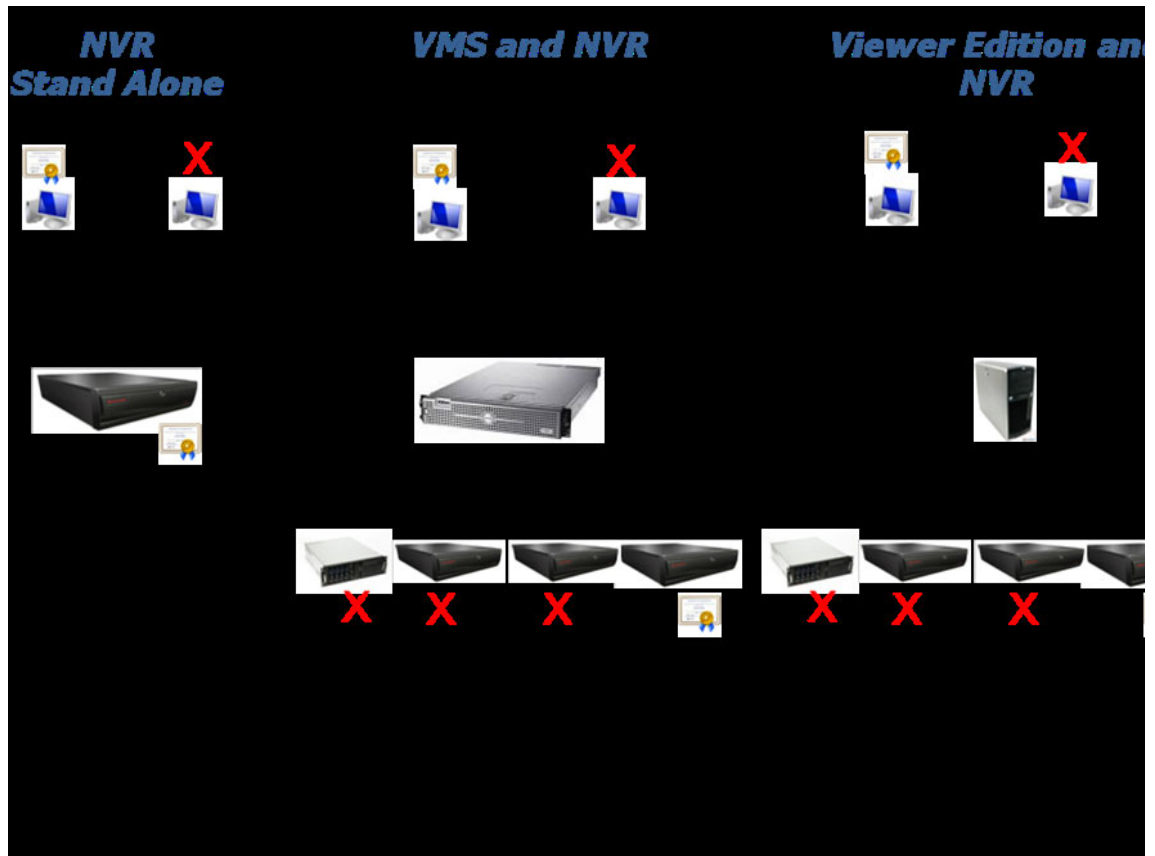 NVR
Stand Alone
VMS and NVR
Viewer Edition and
NVR
X
X
X
X
X
X
X
X
X